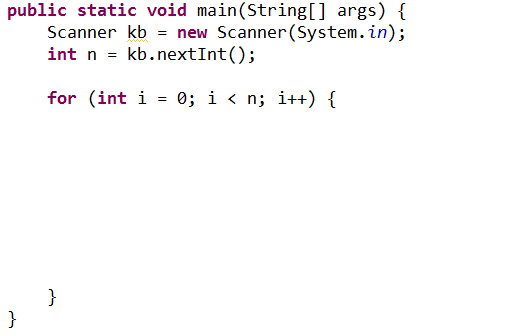 public static void main(String[] args) {
    Scanner kb = new Scanner(System.in);
    int n = kb.nextInt();
    for (int i = 0; i < n; i++) {
    }
}